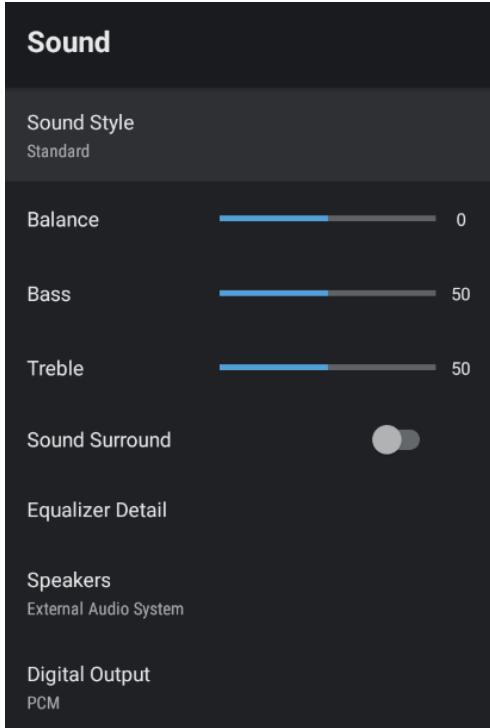 Sound
Sound Style
Standard
Balance 0
Bass 50
Treble 50
Sound Surround
Equalizer Detail
Speakers
External Audio System
Digital Output
PCM